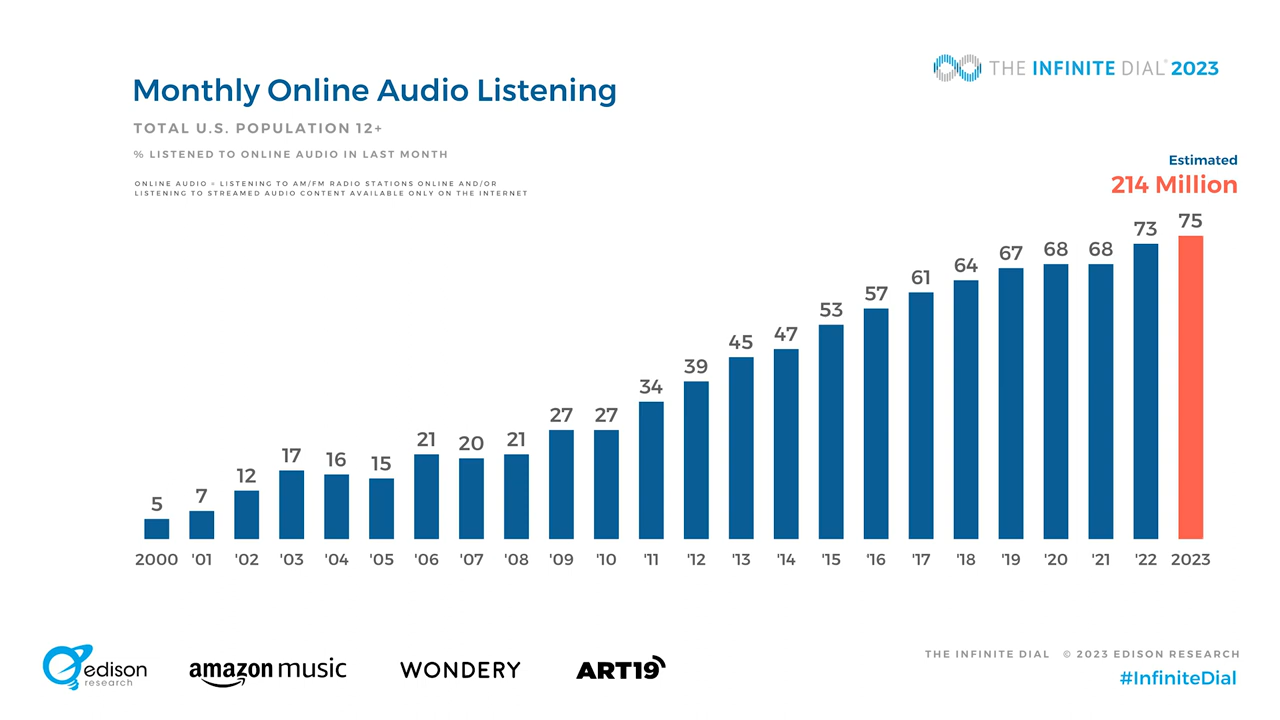 THE INFINITE DIAL® 2023
Monthly Online Audio Listening
TOTAL U.S. POPULATION 12+
% LISTENED TO ONLINE AUDIO IN LAST MONTH
ONLINE AUDIO = LISTENING TO AM/FM RADIO STATIONS ONLINE AND/OR
LISTENING TO STREAMED AUDIO CONTENT AVAILABLE ONLY ON THE INTERNET
Estimated
214 Million
5 7 12 17 16 15 21 20 21 27 27 34 39 45 47 53 57 61 64 67 68 68 73 75
2000 '01 '02 '03 '04 '05 '06 '07 '08 '09 '10 '11 '12 '13 '14 '15 '16 '17 '18 '19 '20 '21 '22 2023
edison
research
amazon music
WONDERY
ART19
THE INFINITE DIAL © 2023 EDISON RESEARCH
#InfiniteDial